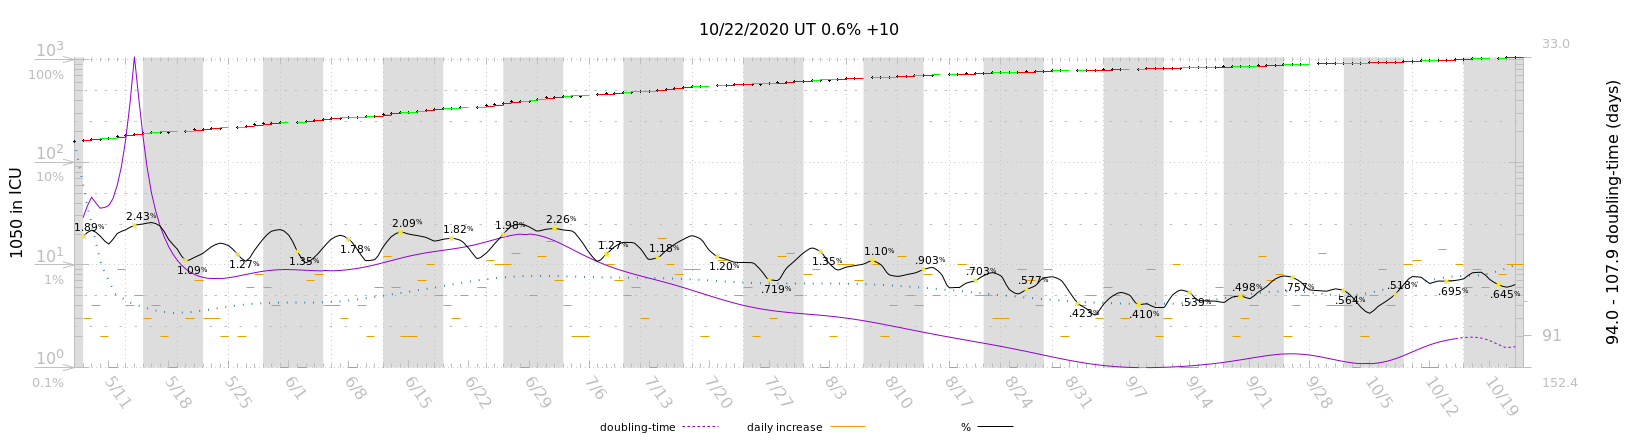 10/22/2020 UT 0.6% +10
10³ 33.0
100%
10²
10%
10¹
1%
10⁰
0.1%
1050 in ICU
1.89% 2.43% 1.09% 1.27% 1.35% 1.78% 2.09% 1.82% 1.98% 2.26% 1.27% 1.18% 1.20% .719% 1.35% 1.10% .903% .703% .577% .423% .410% .539% .498% .757% .564% .518% .695% .645%
91
152.4
94.0 - 107.9 doubling-time (days)
5/11 5/18 5/25 6/1 6/8 6/15 6/22 6/29 7/6 7/13 7/20 7/27 8/3 8/10 8/17 8/24 8/31 9/7 9/14 9/21 9/28 10/5 10/12 10/19
doubling-time daily increase %